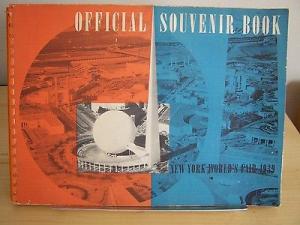 OFFICIAL SOUVENIR BOOK
NEW YORK WORLD'S FAIR 1939